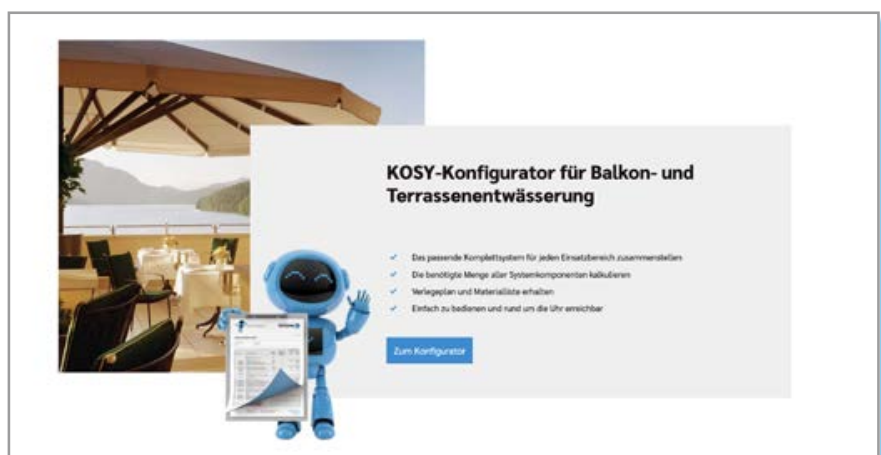 KOSY-Konfigurator für Balkon- und
Terrassenentwässerung
Das passende Komplettsystem für jeden Einsatzbereich zusammenstellen
Die benötigte Menge aller Systemkomponenten kalkulieren
Verlegeplan und Materialliste erhalten
Einfach zu bedienen und rund um die Uhr erreichbar
Zum Konfigurator